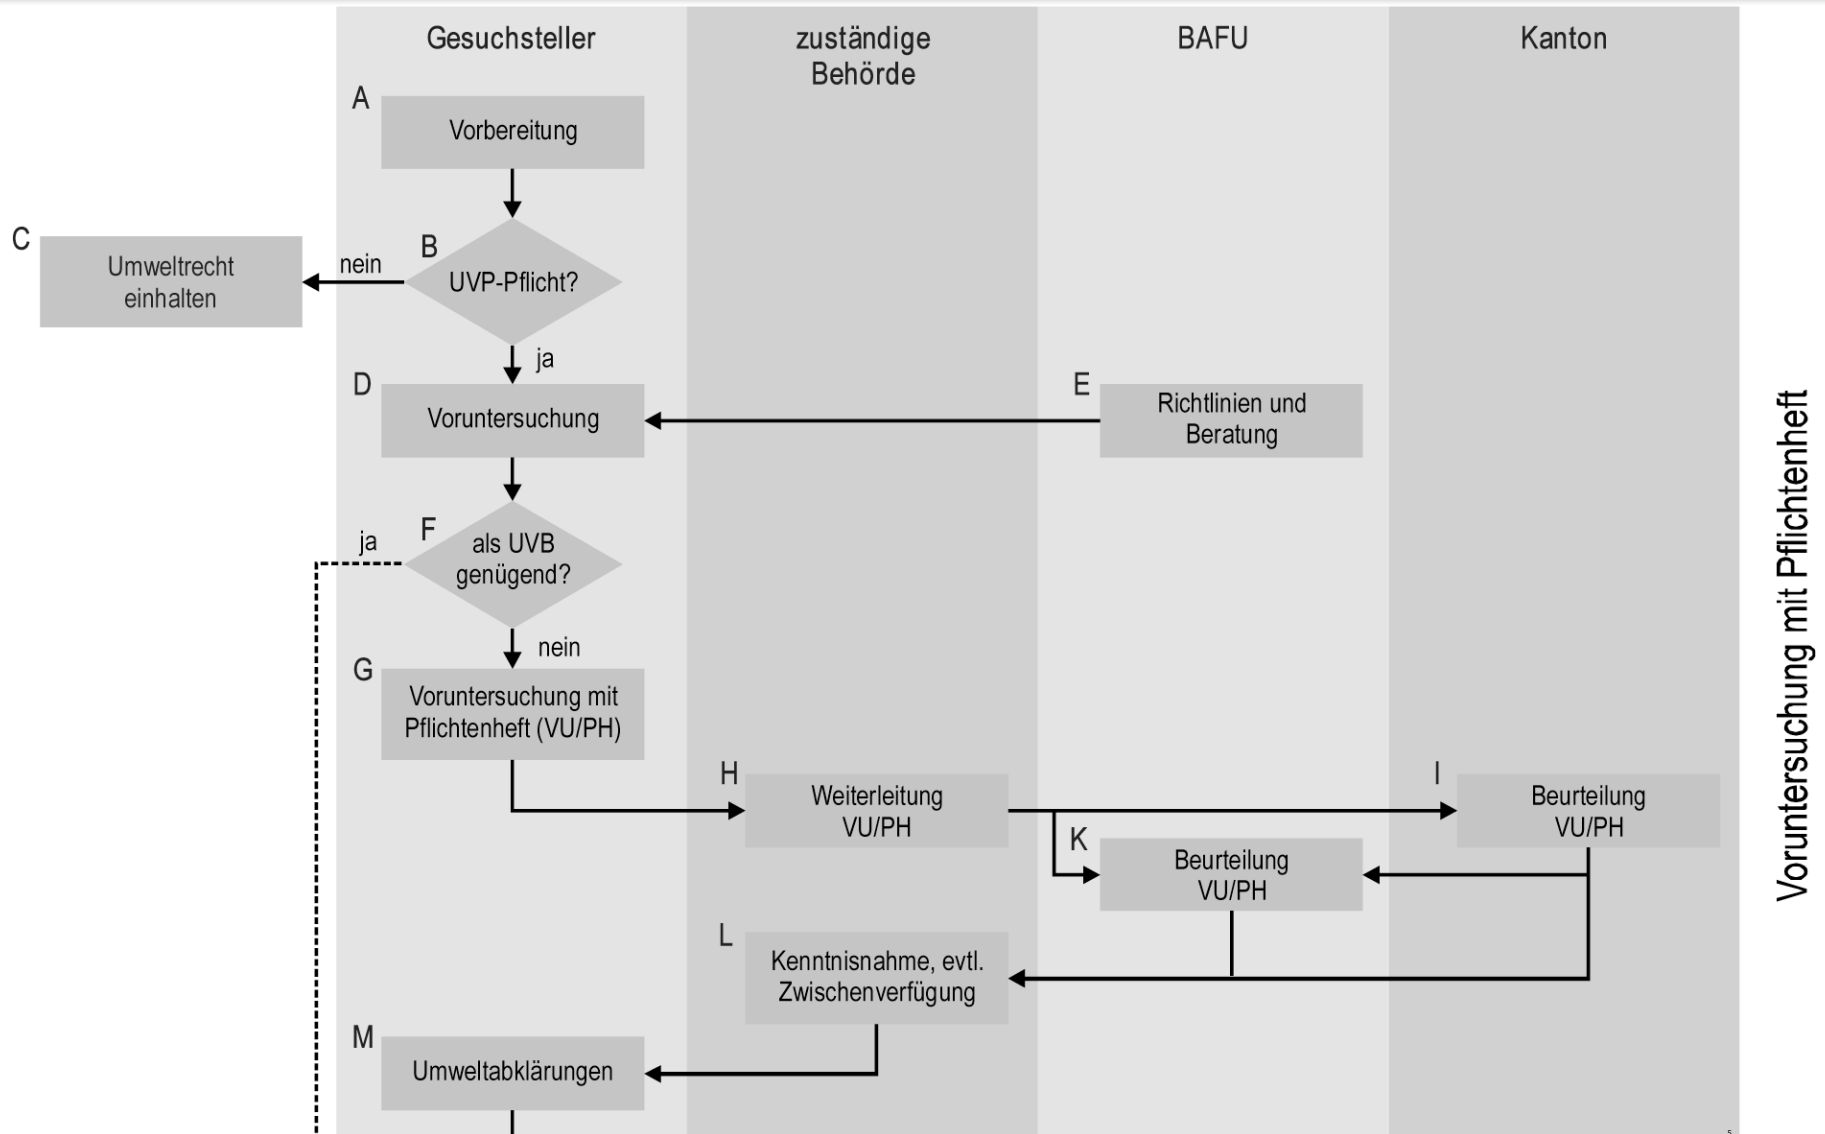 Gesuchsteller
zuständige
Behörde
BAFU
Kanton
A
Vorbereitung
B
UVP-Pflicht?
nein
C
Umweltrecht
einhalten
ja
D
Voruntersuchung
E
Richtlinien und
Beratung
F
als UVB
genügend?
ja
nein
G
Voruntersuchung mit
Pflichtenheft (VU/PH)
H
Weiterleitung
VU/PH
I
Beurteilung
VU/PH
K
Beurteilung
VU/PH
L
Kenntnisnahme, evtl.
Zwischenverfügung
M
Umweltabklärungen
Voruntersuchung mit Pflichtenheft